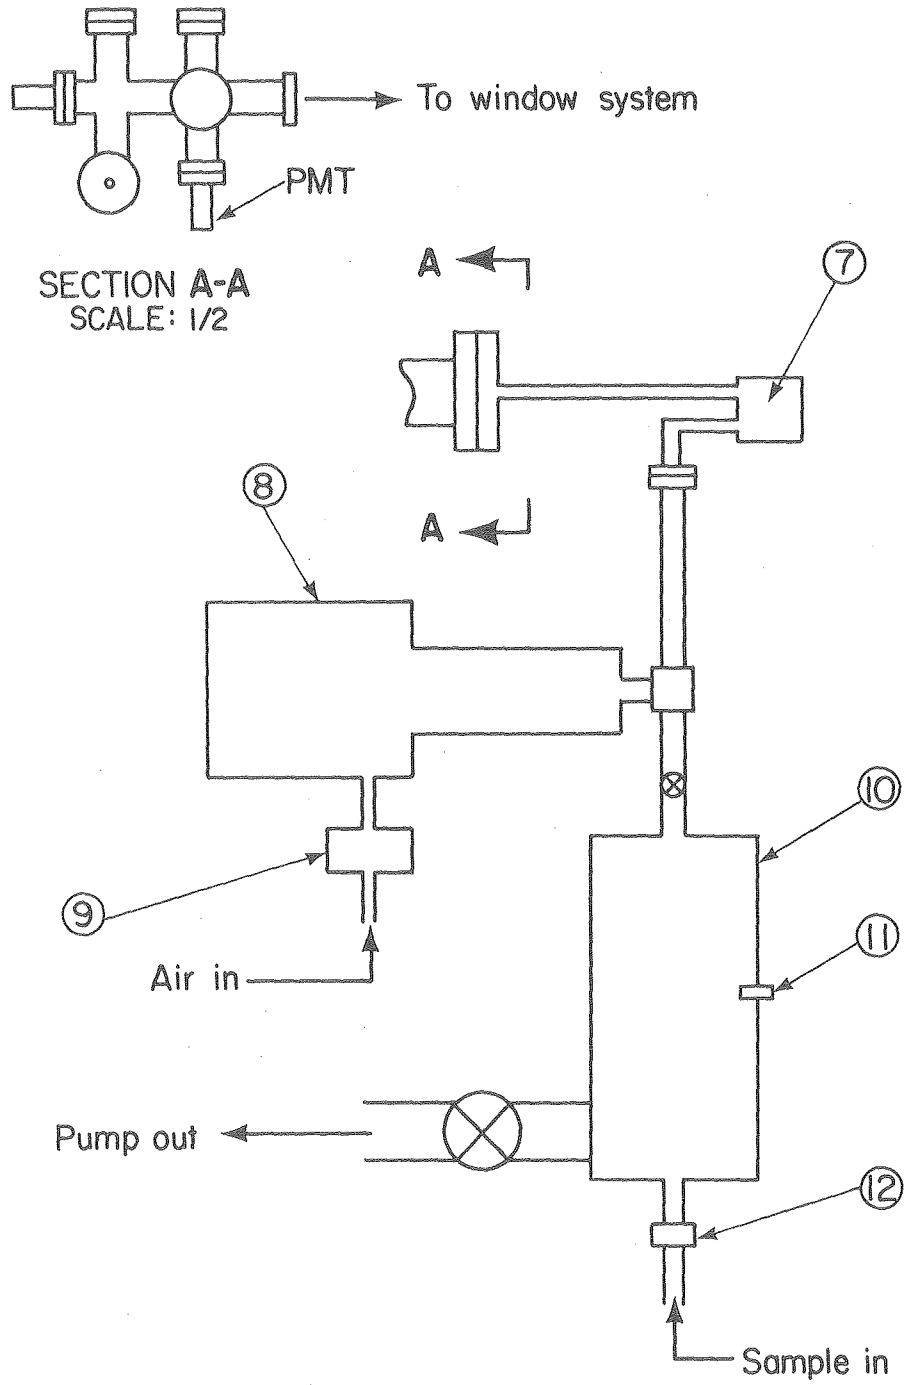 To window system
PMT
SECTION A-A
SCALE: 1/2
A
7
8
A
10
9
11
Air in
Pump out
12
Sample in